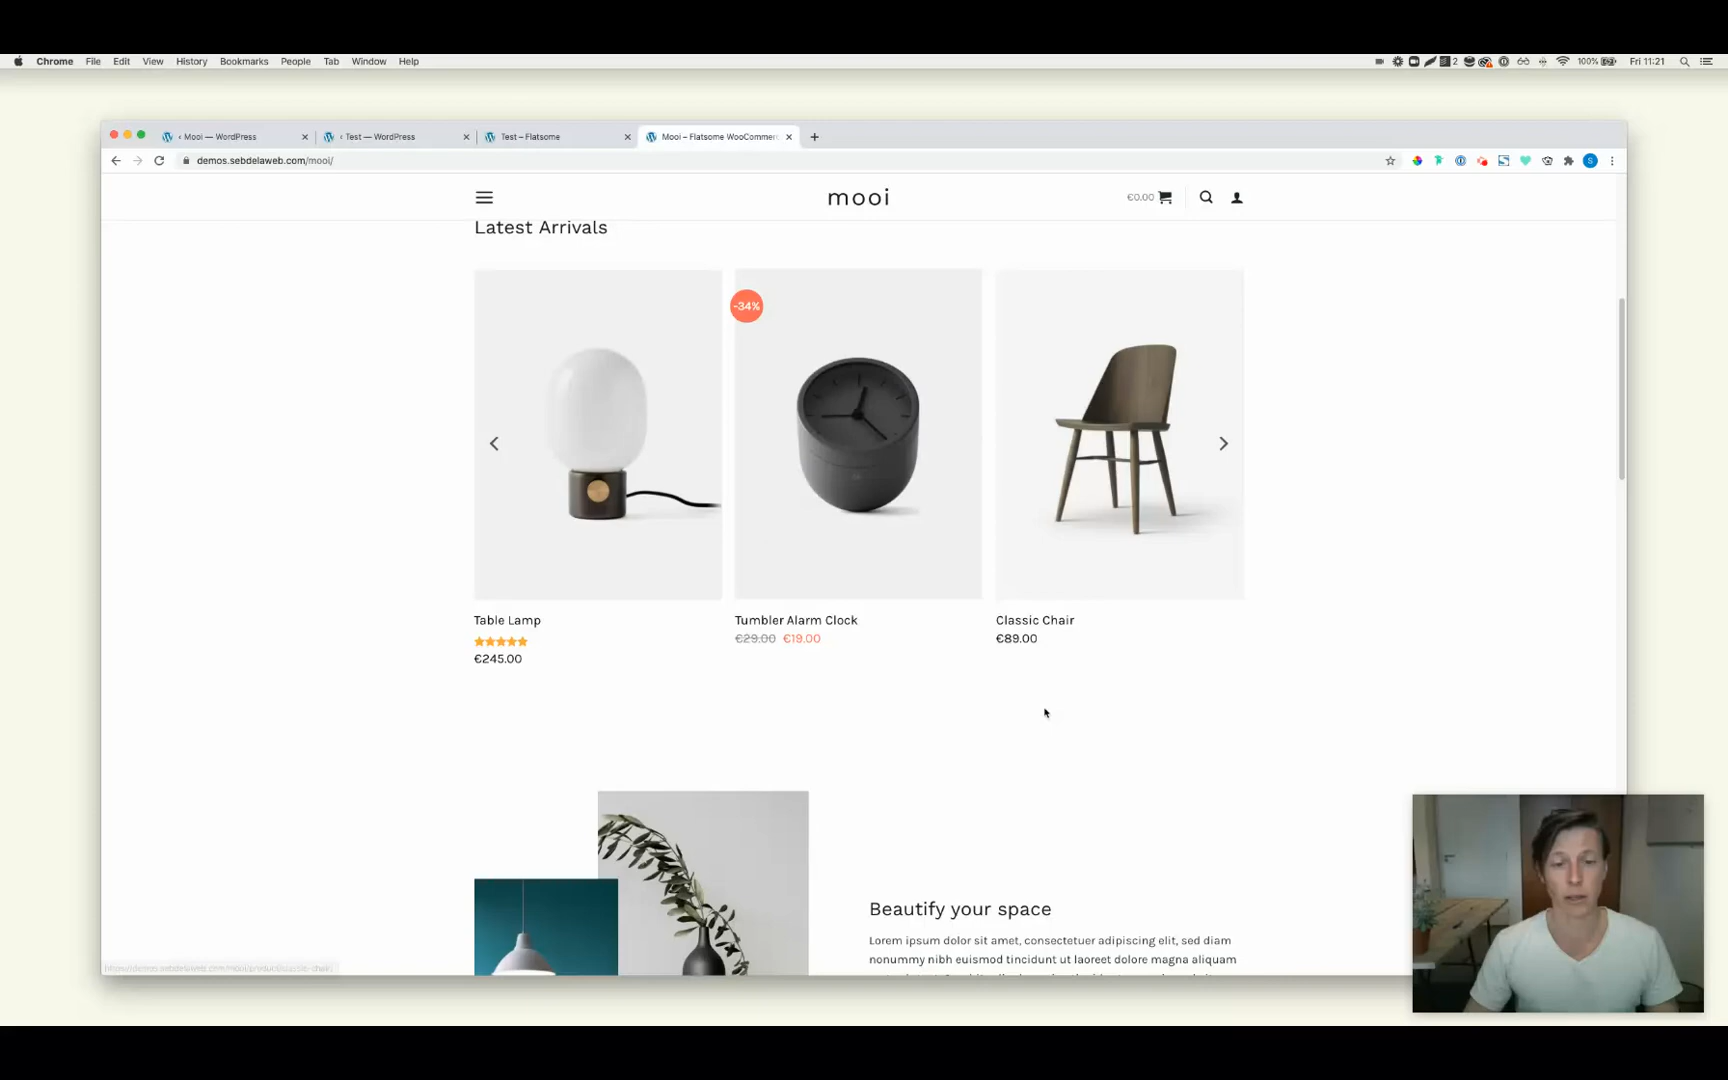 Chrome File Edit View History Bookmarks People Tab Window Help
2 100% Fri 11:21
‹ Mooi — WordPress
‹ Test — WordPress
Test – Flatsome
Mooi – Flatsome WooCommerc
demos.sebdelaweb.com/mooi/
S
mooi
€0.00
Latest Arrivals
-34%
Table Lamp
€245.00
Tumbler Alarm Clock
€29.00 €19.00
Classic Chair
€89.00
Beautify your space
Lorem ipsum dolor sit amet, consectetuer adipiscing elit, sed diam
nonummy nibh euismod tincidunt ut laoreet dolore magna aliquam